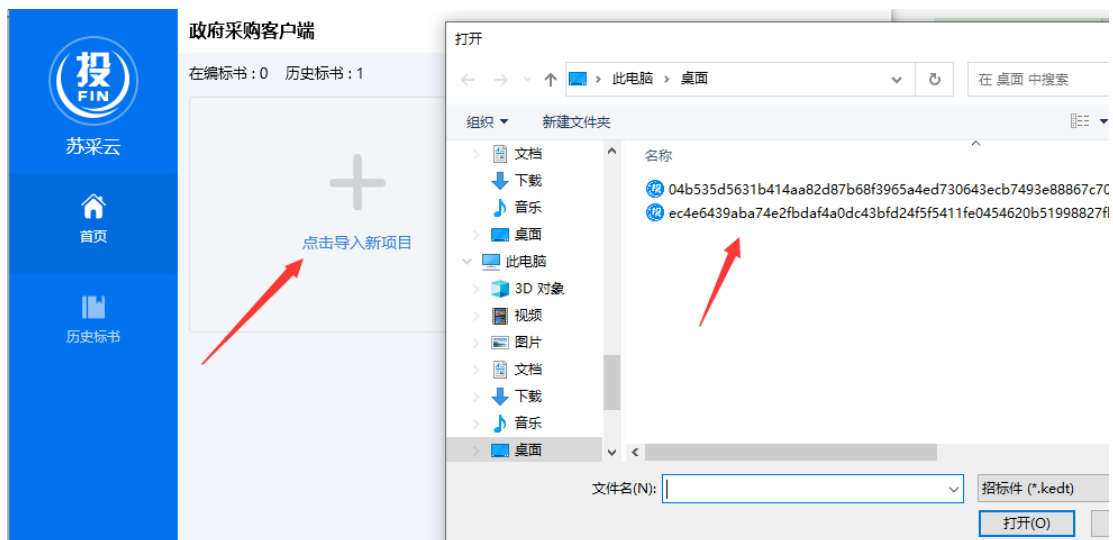 政府采购客户端
打开
投
FIN
苏采云
首页
历史标书
在编标书：0 历史标书：1
点击导入新项目
此电脑 › 桌面
在 桌面 中搜索
组织
新建文件夹
名称
文档
下载
音乐
桌面
此电脑
3D 对象
视频
图片
文档
下载
音乐
桌面
投 04b535d5631b414aa82d87b68f3965a4ed730643ecb7493e88867c70
投 ec4e6439aba74e2fbdaf4a0dc43bfd24f5f5411fe0454620b51998827f
文件名(N):
招标件 (*.kedt)
打开(O)